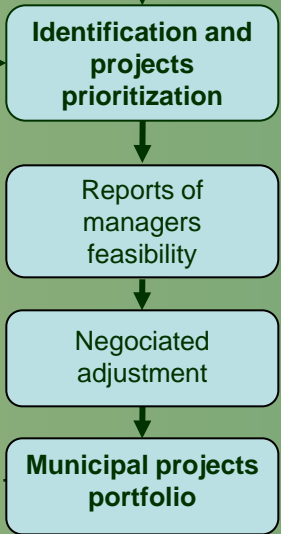 Identification and
projects
prioritization
Reports of
managers
feasibility
Negociated
adjustment
Municipal projects
portfolio